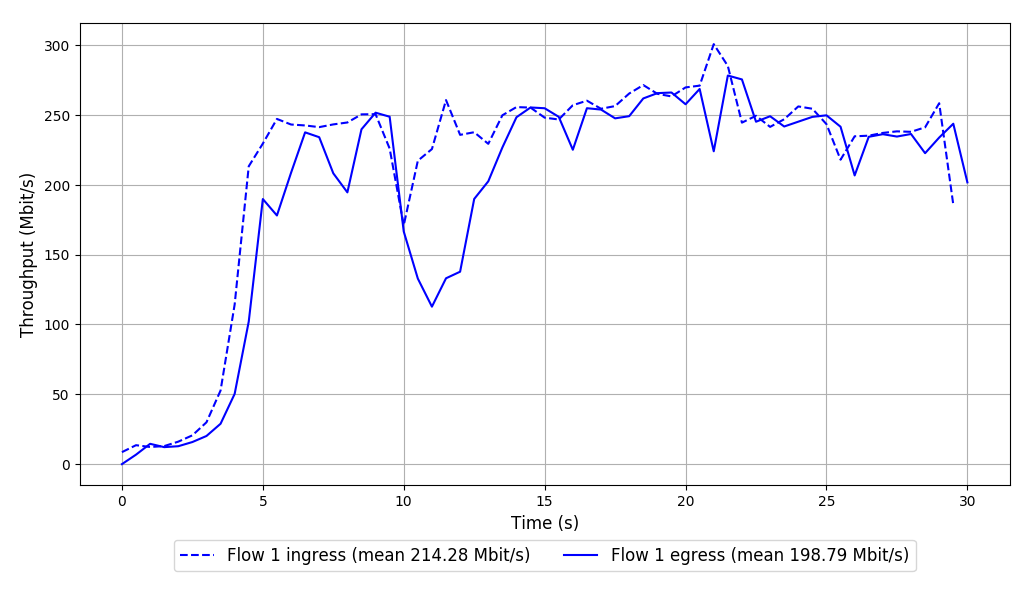 300
250
200
150
100
50
0
Throughput (Mbit/s)
0 5 10 15 20 25 30
Time (s)
Flow 1 ingress (mean 214.28 Mbit/s) Flow 1 egress (mean 198.79 Mbit/s)